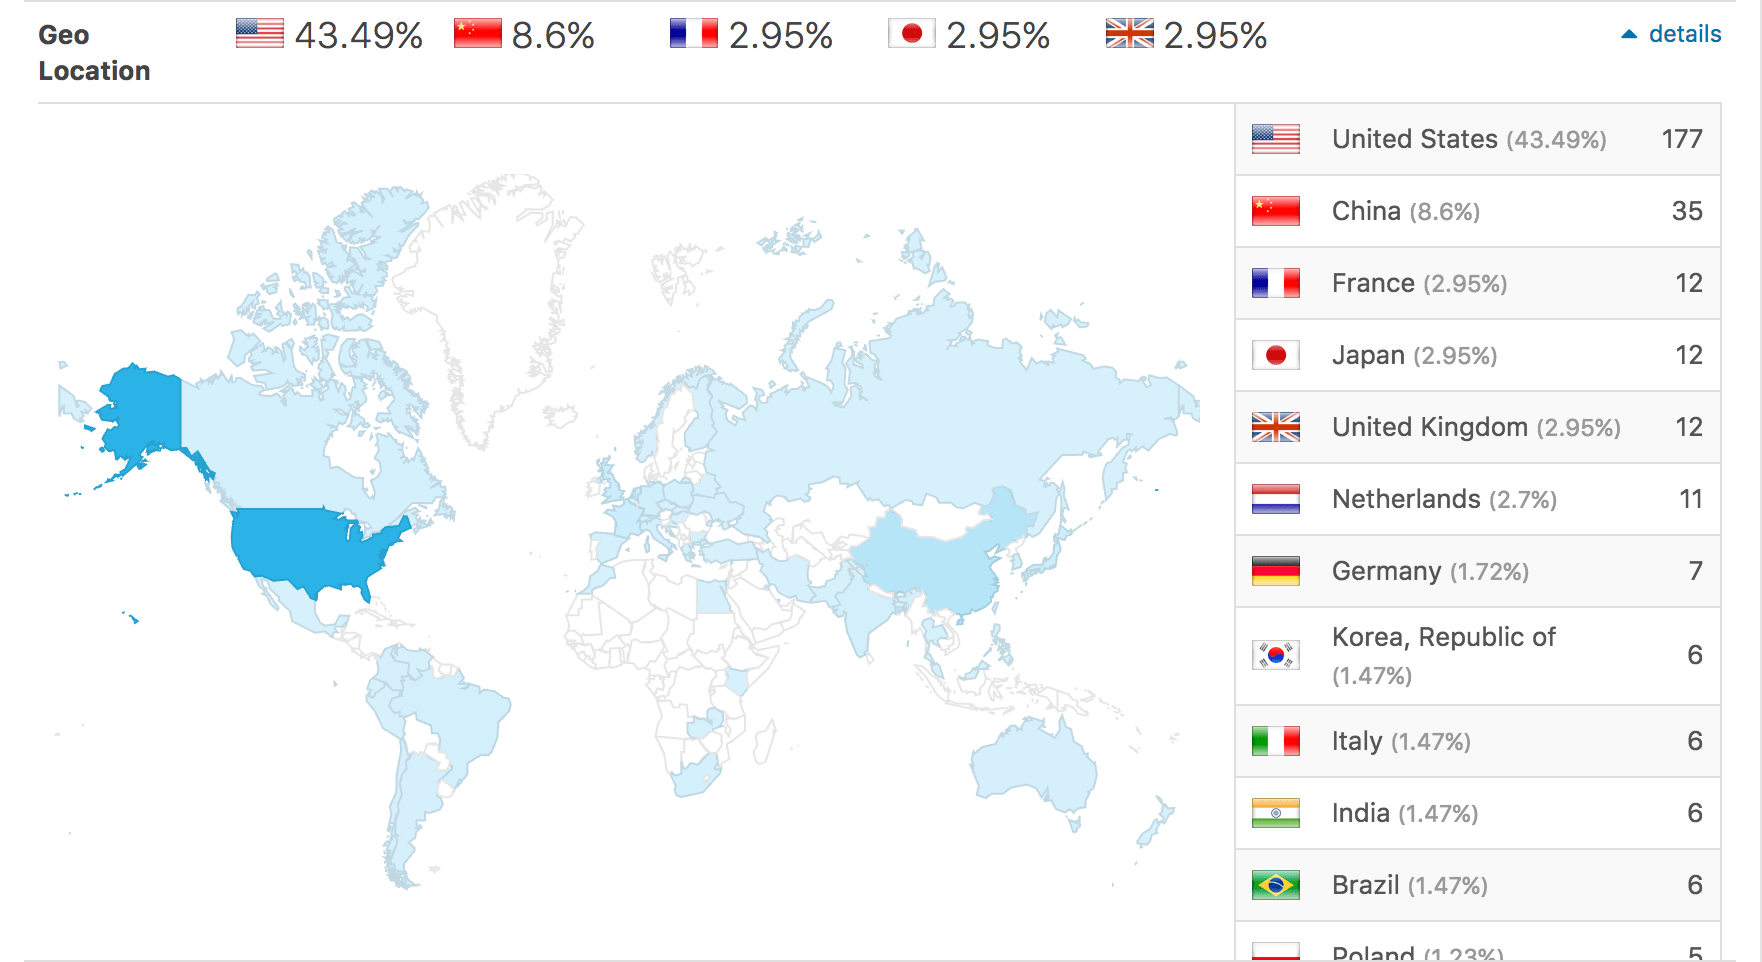 Geo
Location
43.49%
8.6%
2.95%
2.95%
2.95%
details
United States (43.49%) 177
China (8.6%) 35
France (2.95%) 12
Japan (2.95%) 12
United Kingdom (2.95%) 12
Netherlands (2.7%) 11
Germany (1.72%) 7
Korea, Republic of
(1.47%) 6
Italy (1.47%) 6
India (1.47%) 6
Brazil (1.47%) 6
Poland (1.23%) 5